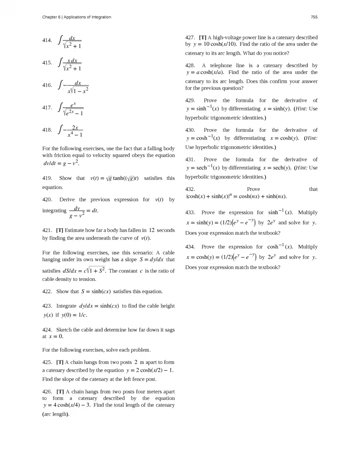 Chapter 6 | Applications of Integration 755
414. ∫ dx/√(x² + 1)
415. ∫ xdx/√(x² + 1)
416. ∫ − dx/(x√(1 − x²))
417. ∫ eˣ/√(e²ˣ − 1)
418. ∫ − 2x/(x⁴ − 1)
For the following exercises, use the fact that a falling body
with friction equal to velocity squared obeys the equation
dv/dt = g − v².
419. Show that v(t) = √g tanh((√g)t) satisfies this
equation.
420. Derive the previous expression for v(t) by
integrating dv/(g − v²) = dt.
421. [T] Estimate how far a body has fallen in 12 seconds
by finding the area underneath the curve of v(t).
For the following exercises, use this scenario: A cable
hanging under its own weight has a slope S = dy/dx that
satisfies dS/dx = c√(1 + S²). The constant c is the ratio of
cable density to tension.
422. Show that S = sinh(cx) satisfies this equation.
423. Integrate dy/dx = sinh(cx) to find the cable height
y(x) if y(0) = 1/c.
424. Sketch the cable and determine how far down it sags
at x = 0.
For the following exercises, solve each problem.
425. [T] A chain hangs from two posts 2 m apart to form
a catenary described by the equation y = 2 cosh(x/2) − 1.
Find the slope of the catenary at the left fence post.
426. [T] A chain hangs from two posts four meters apart
to form a catenary described by the equation
y = 4 cosh(x/4) − 3. Find the total length of the catenary
(arc length).
427. [T] A high-voltage power line is a catenary described
by y = 10 cosh(x/10). Find the ratio of the area under the
catenary to its arc length. What do you notice?
428. A telephone line is a catenary described by
y = a cosh(x/a). Find the ratio of the area under the
catenary to its arc length. Does this confirm your answer
for the previous question?
429. Prove the formula for the derivative of
y = sinh⁻¹(x) by differentiating x = sinh(y). (Hint: Use
hyperbolic trigonometric identities.)
430. Prove the formula for the derivative of
y = cosh⁻¹(x) by differentiating x = cosh(y). (Hint:
Use hyperbolic trigonometric identities.)
431. Prove the formula for the derivative of
y = sech⁻¹(x) by differentiating x = sech(y). (Hint: Use
hyperbolic trigonometric identities.)
432. Prove that
(cosh(x) + sinh(x))ⁿ = cosh(nx) + sinh(nx).
433. Prove the expression for sinh⁻¹(x). Multiply
x = sinh(y) = (1/2)(eʸ − e⁻ʸ) by 2eʸ and solve for y.
Does your expression match the textbook?
434. Prove the expression for cosh⁻¹(x). Multiply
x = cosh(y) = (1/2)(eʸ − e⁻ʸ) by 2eʸ and solve for y.
Does your expression match the textbook?